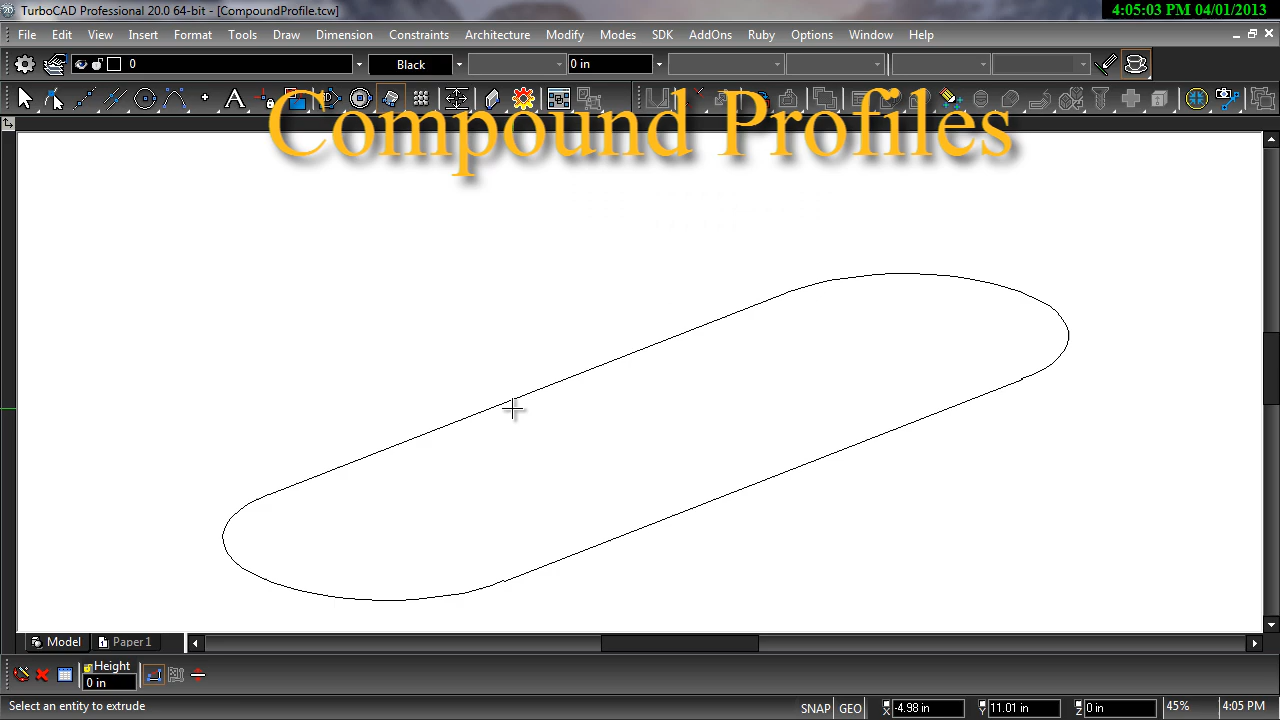 TurboCAD Professional 20.0 64-bit - [CompoundProfile.tcw]
4:05:03 PM 04/01/2013
File Edit View Insert Format Tools Draw Dimension Constraints Architecture Modify Modes SDK AddOns Ruby Options Window Help
0 Black 0 in
Compound Profiles
Model Paper 1
Height
0 in
Select an entity to extrude SNAP GEO X -4.98 in Y 11.01 in Z 0 in 45% 4:05 PM